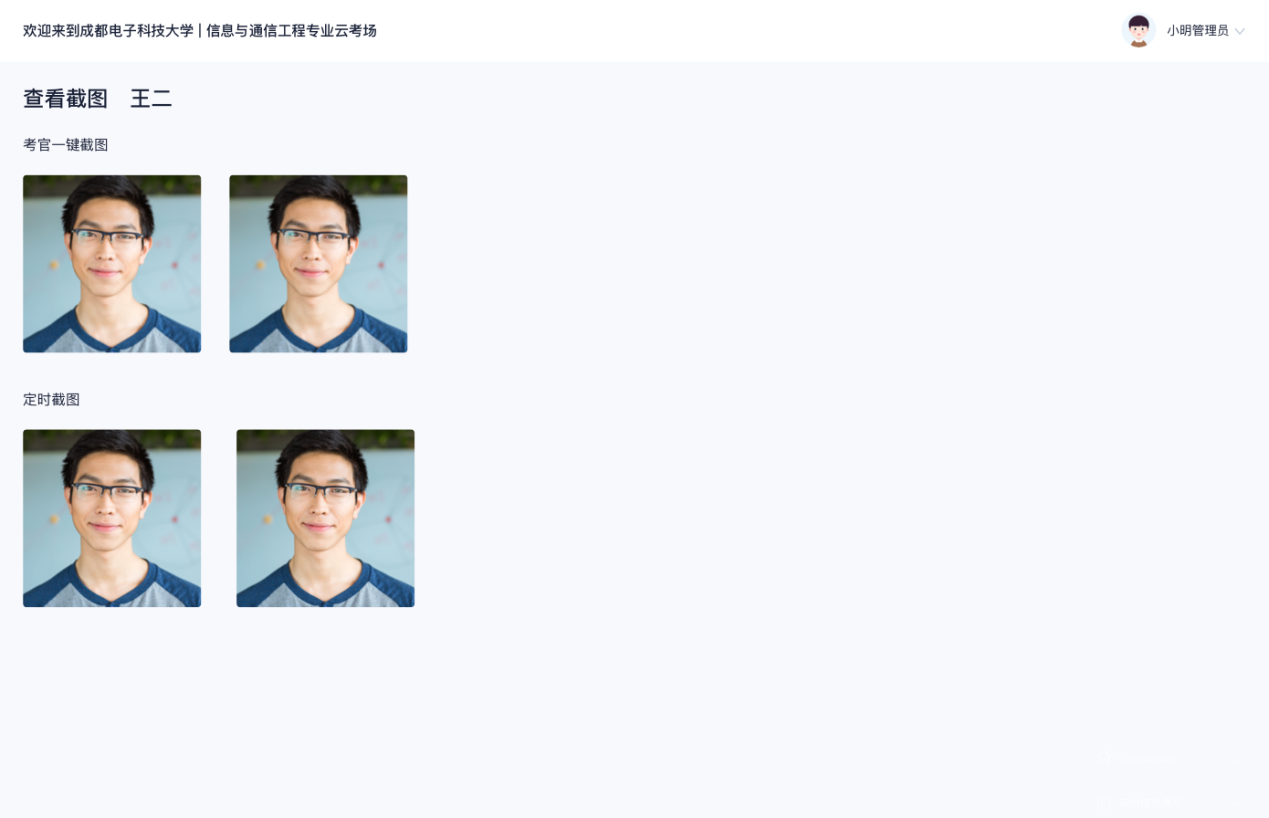 欢迎来到成都电子科技大学 | 信息与通信工程专业云考场
小明管理员
查看截图 王二
考官一键截图
定时截图